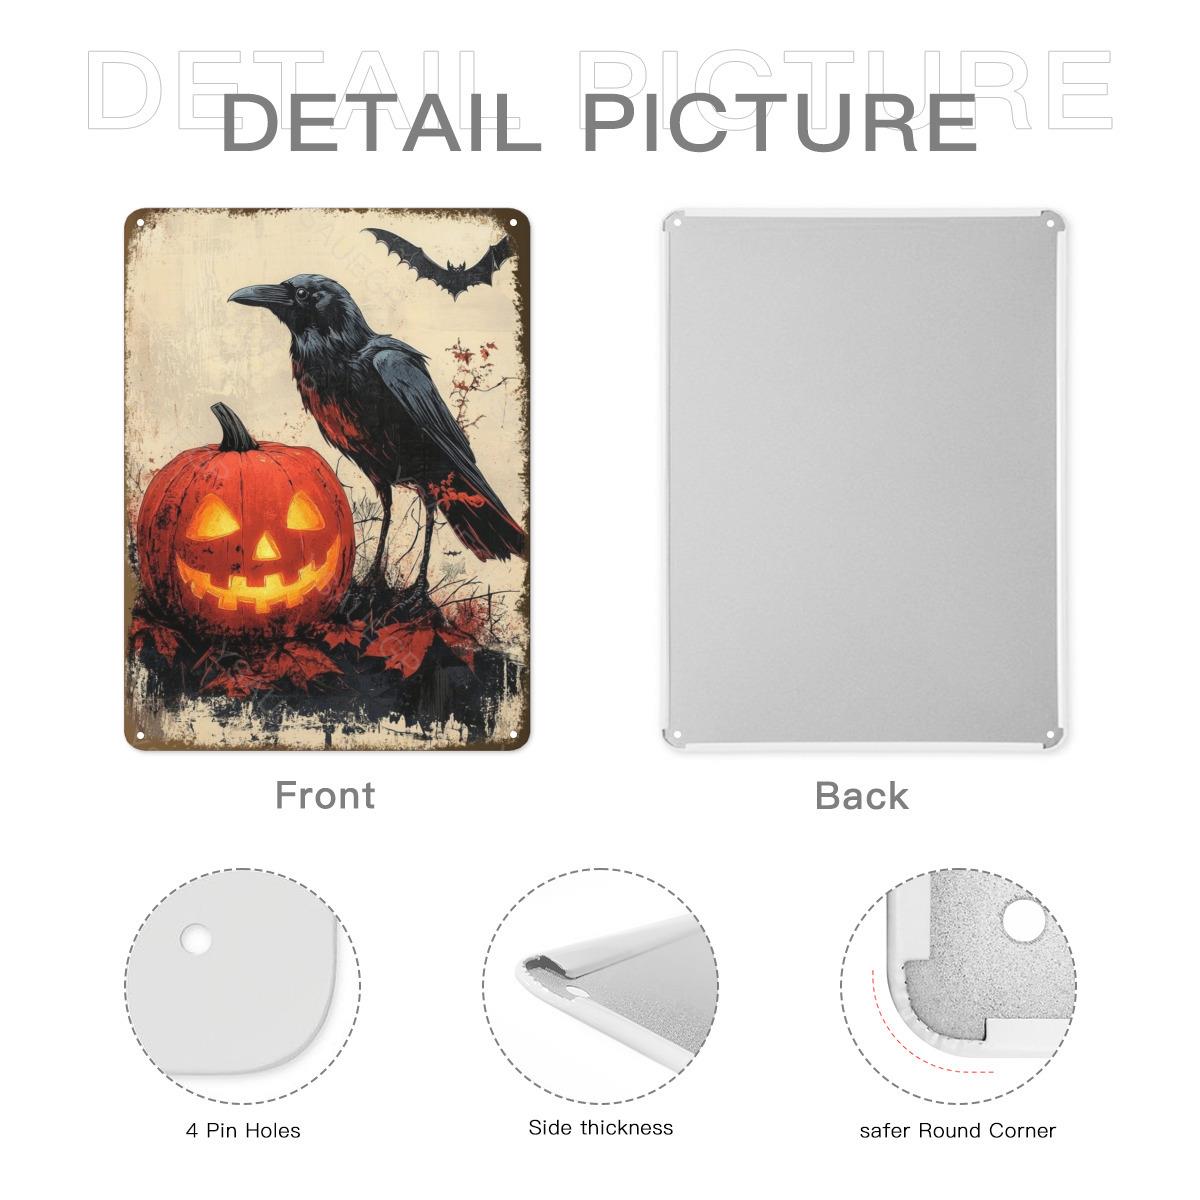 DETAIL PICTURE
DETAIL PICTURE
Front
Back
4 Pin Holes
Side thickness
safer Round Corner